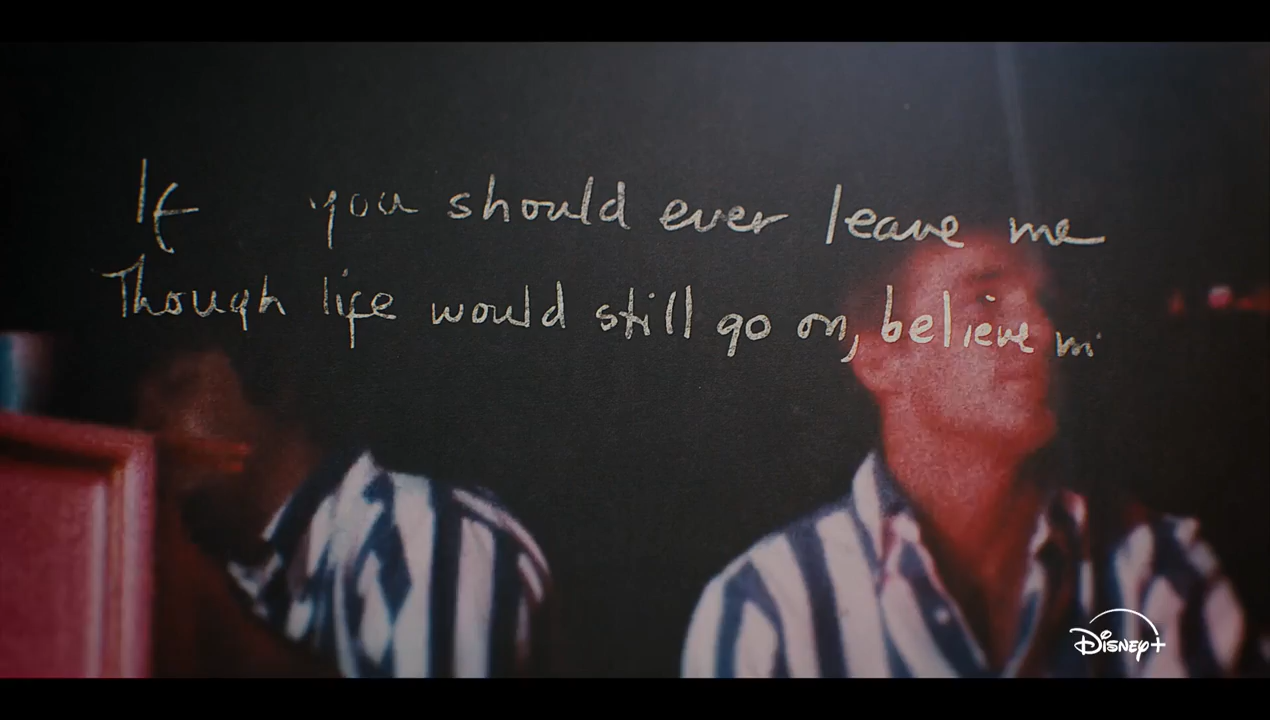 If you should ever leave me
Though life would still go on, believe m
Disney+